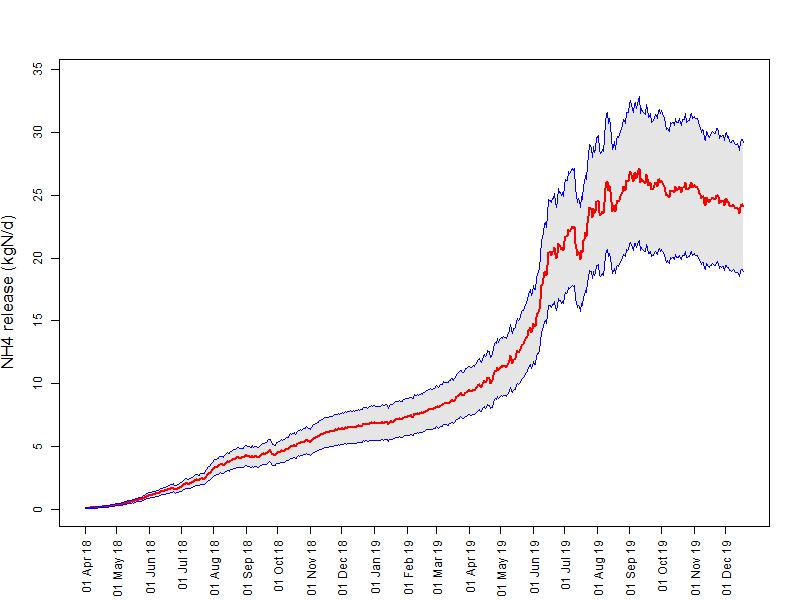 NH4 release (kgN/d)
35
30
25
20
15
10
5
0
01 Apr 18
01 May 18
01 Jun 18
01 Jul 18
01 Aug 18
01 Sep 18
01 Oct 18
01 Nov 18
01 Dec 18
01 Jan 19
01 Feb 19
01 Mar 19
01 Apr 19
01 May 19
01 Jun 19
01 Jul 19
01 Aug 19
01 Sep 19
01 Oct 19
01 Nov 19
01 Dec 19